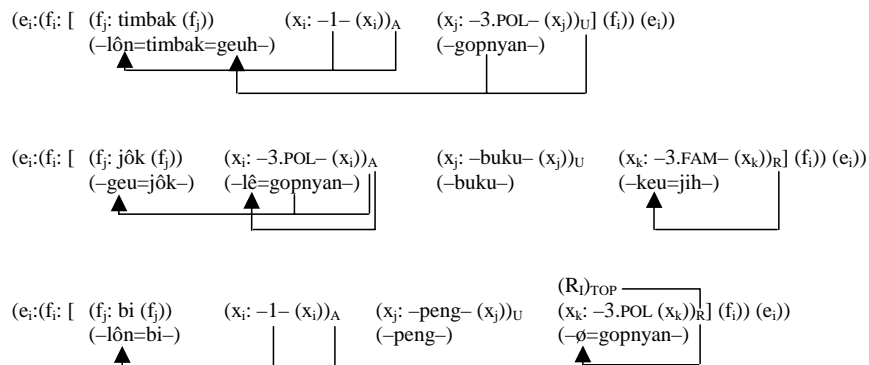 (eᵢ:(fᵢ: [ (fⱼ: timbak (fⱼ)) (xᵢ: –1– (xᵢ))A (xⱼ: –3.POL– (xⱼ))U] (fᵢ)) (eᵢ))
(–lôn=timbak=geuh–) (–gopnyan–)
(eᵢ:(fᵢ: [ (fⱼ: jôk (fⱼ)) (xᵢ: –3.POL– (xᵢ))A (xⱼ: –buku– (xⱼ))U (xₖ: –3.FAM– (xₖ))R] (fᵢ)) (eᵢ))
(–geu=jôk–) (–lê=gopnyan–) (–buku–) (–keu=jih–)
(RI)TOP
(eᵢ:(fᵢ: [ (fⱼ: bi (fⱼ)) (xᵢ: –1– (xᵢ))A (xⱼ: –peng– (xⱼ))U (xₖ: –3.POL (xₖ))R] (fᵢ)) (eᵢ))
(–lôn=bi–) (–peng–) (–ø=gopnyan–)